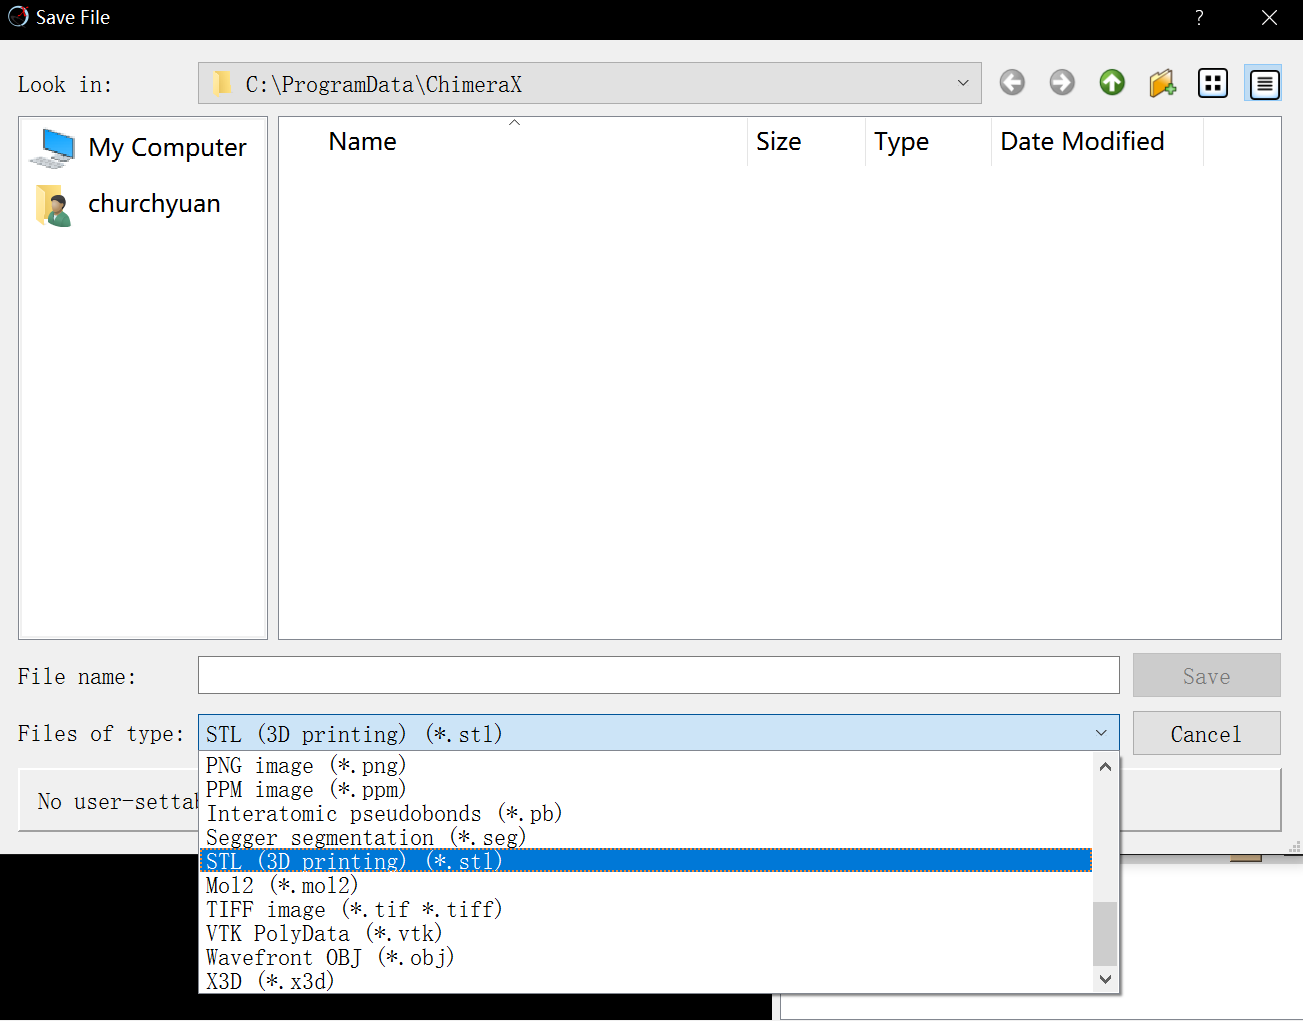 Save File
?
Look in:
C:\ProgramData\ChimeraX
My Computer
churchyuan
Name Size Type Date Modified
File name:
Save
Files of type:
STL (3D printing) (*.stl)
Cancel
No user-settab
PNG image (*.png)
PPM image (*.ppm)
Interatomic pseudobonds (*.pb)
Segger segmentation (*.seg)
STL (3D printing) (*.stl)
Mol2 (*.mol2)
TIFF image (*.tif *.tiff)
VTK PolyData (*.vtk)
Wavefront OBJ (*.obj)
X3D (*.x3d)